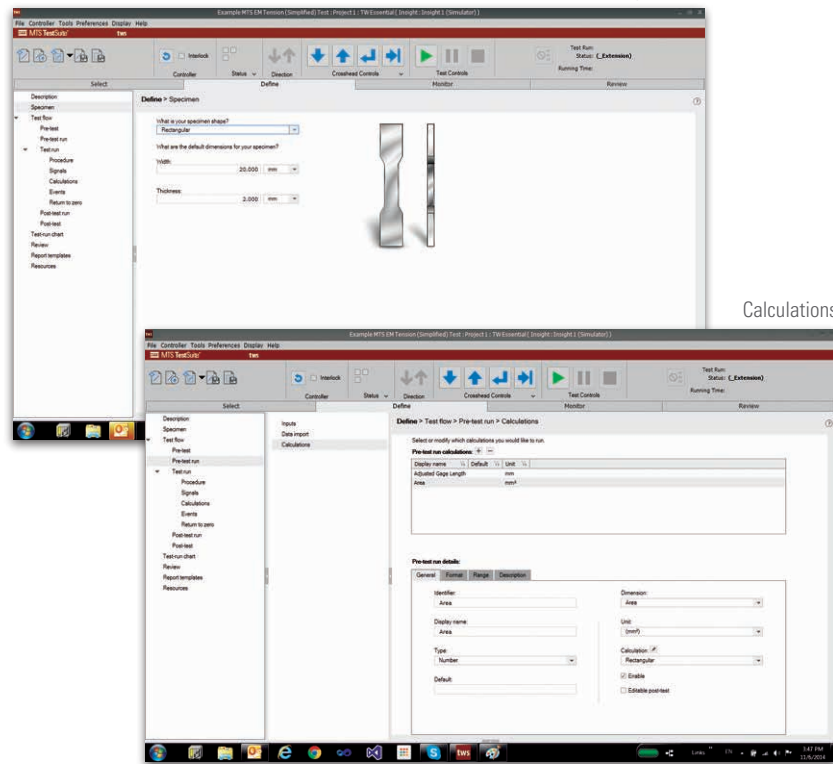 Example MTS EM Tension (Simplified) Test : Project 1 : TW Essential ( Insight : Insight 1 (Simulator) )
File Controller Tools Preferences Display Help
MTS TestSuite™ tws
Interlock
Controller Status Direction Crosshead Controls Test Controls
Test Run:
Status: (_Extension)
Running Time:
Select Define Monitor Review
Description
Specimen
Test flow
Pre-test
Pre-test run
Test run
Procedure
Signals
Calculations
Events
Return to zero
Post-test run
Post-test
Test-run chart
Review
Report templates
Resources
Define > Specimen
What is your specimen shape?
Rectangular
What are the default dimensions for your specimen?
Width:
20.000 mm
Thickness:
2.000 mm
Calculations
Example MTS EM Tension (Simplified) Test : Project 1 : TW Essential ( Insight : Insight 1 (Simulator) )
File Controller Tools Preferences Display Help
MTS TestSuite™ tws
Interlock
Controller Status Direction Crosshead Controls Test Controls
Test Run:
Status: (_Extension)
Running Time:
Select Define Monitor Review
Description
Specimen
Test flow
Pre-test
Pre-test run
Test run
Procedure
Signals
Calculations
Events
Return to zero
Post-test run
Post-test
Test-run chart
Review
Report templates
Resources
Inputs
Data import
Calculations
Define > Test flow > Pre-test run > Calculations
Select or modify which calculations you would like to run.
Pre-test run calculations: + −
Display name Default Unit
Adjusted Gage Length mm
Area mm²
Pre-test run details:
General Format Range Description
Identifier:
Area
Display name:
Area
Type:
Number
Default:
Dimension:
Area
Unit:
(mm²)
Calculation:
Rectangular
Enable
Editable post-test
tws
Links EN 3:47 PM
11/6/2014